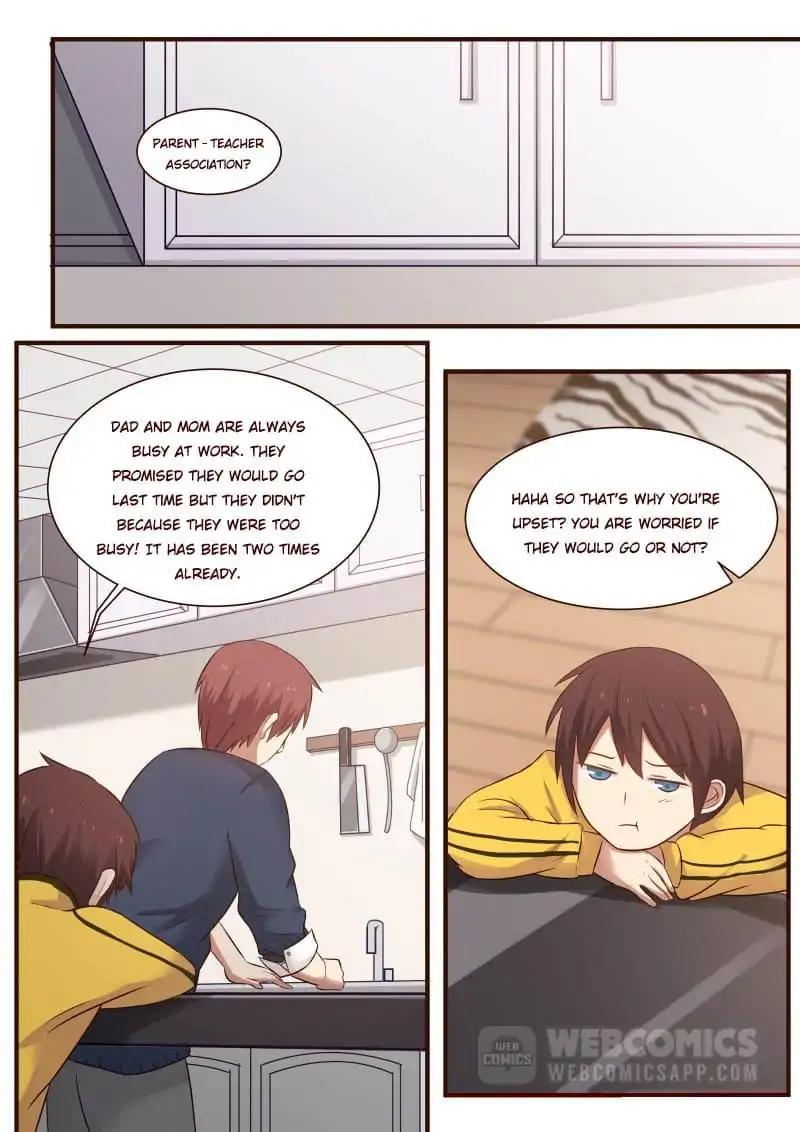 PARENT - TEACHER
ASSOCIATION?
DAD AND MOM ARE ALWAYS
BUSY AT WORK. THEY
PROMISED THEY WOULD GO
LAST TIME BUT THEY DIDN'T
BECAUSE THEY WERE TOO
BUSY! IT HAS BEEN TWO TIMES
ALREADY.
HAHA SO THAT'S WHY YOU'RE
UPSET? YOU ARE WORRIED IF
THEY WOULD GO OR NOT?
WEB
COMICS
WEBCOMICS
WEBCOMICSAPP.COM